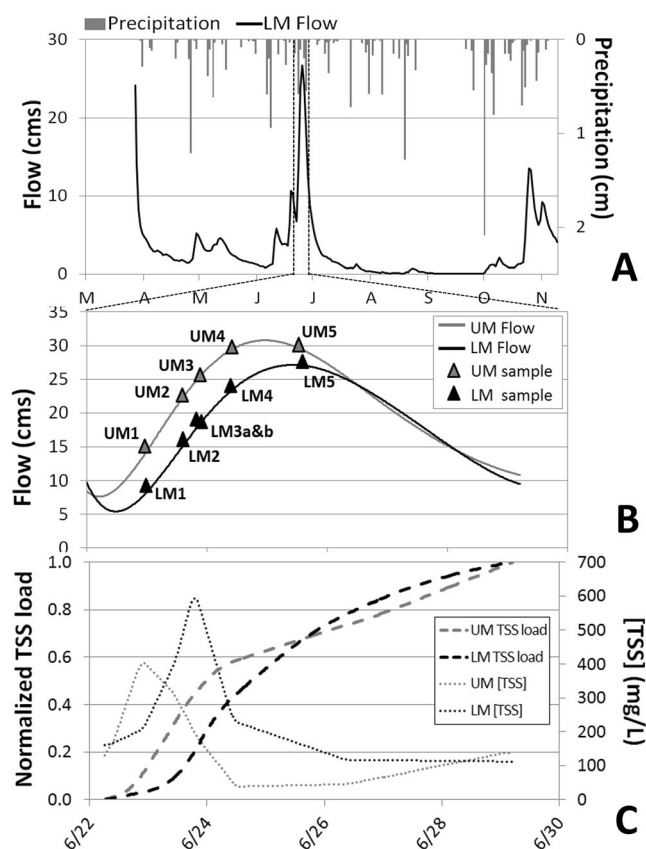 Precipitation LM Flow
30
20
10
0
Flow (cms)
0
1
2
Precipitation (cm)
A
M A M J J A S O N
35
30
25
20
15
10
5
0
Flow (cms)
UM1
UM2
UM3
UM4
UM5
LM1
LM2
LM3a&b
LM4
LM5
UM Flow
LM Flow
UM sample
LM sample
B
1.0
0.8
0.6
0.4
0.2
0.0
Normalized TSS load
700
600
500
400
300
200
100
0
[TSS] (mg/L)
UM TSS load
LM TSS load
UM [TSS]
LM [TSS]
C
6/22 6/24 6/26 6/28 6/30